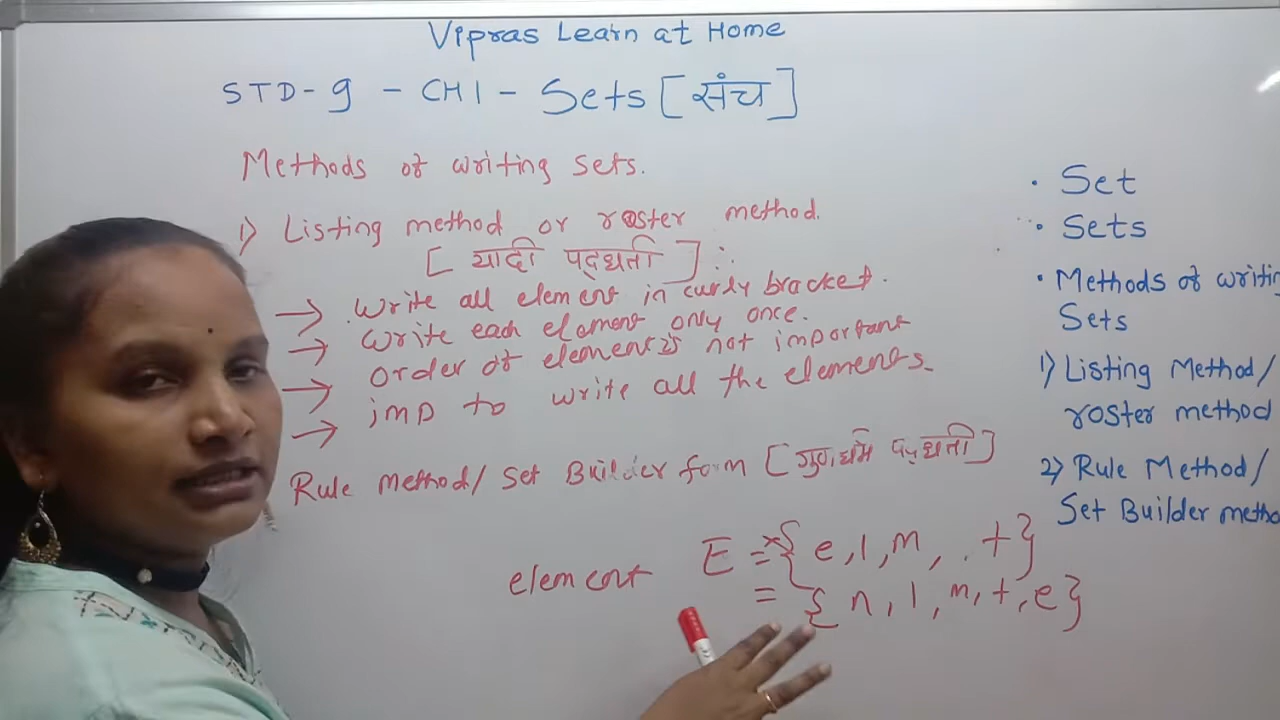 Vipras Learn at Home
STD-9 - CH1 - Sets [संच]
Methods of writing sets.
1) Listing method or roster method.
[यादी पद्धती] :
→ Write all element in curly bracket.
→ Write each element only once.
→ order of element is not important
→ imp to write all the elements.
Rule method/ Set Builder form [गुणधर्म पद्धती]
element E = {e, l, m, . t}
= {n, l, m, t, e}
• Set
• Sets
• Methods of writing
Sets
1) Listing Method/
roster method
2) Rule Method/
Set Builder metho